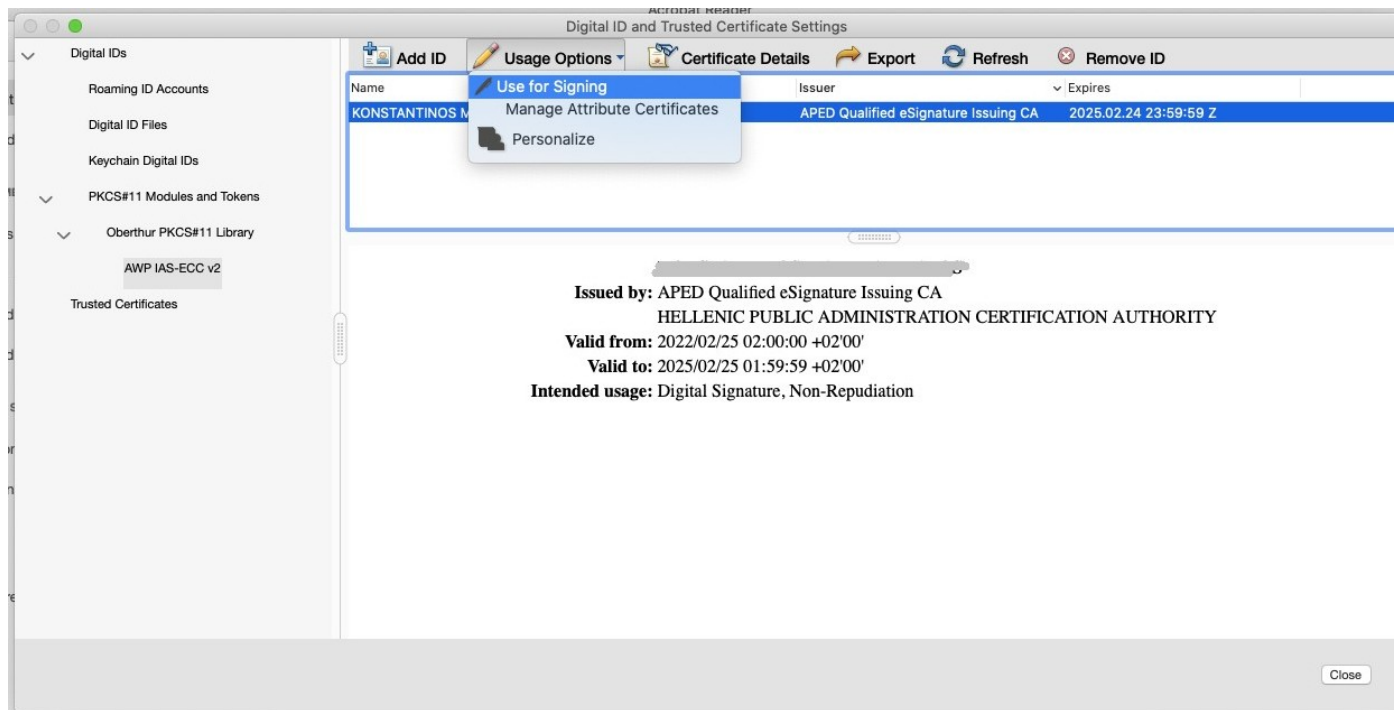 Acrobat Reader
Digital ID and Trusted Certificate Settings
Digital IDs
Roaming ID Accounts
Digital ID Files
Keychain Digital IDs
PKCS#11 Modules and Tokens
Oberthur PKCS#11 Library
AWP IAS-ECC v2
Trusted Certificates
Add ID Usage Options Certificate Details Export Refresh Remove ID
Use for Signing
Manage Attribute Certificates
Personalize
Name Issuer Expires
KONSTANTINOS M APED Qualified eSignature Issuing CA 2025.02.24 23:59:59 Z
Issued by: APED Qualified eSignature Issuing CA
HELLENIC PUBLIC ADMINISTRATION CERTIFICATION AUTHORITY
Valid from: 2022/02/25 02:00:00 +02'00'
Valid to: 2025/02/25 01:59:59 +02'00'
Intended usage: Digital Signature, Non-Repudiation
Close